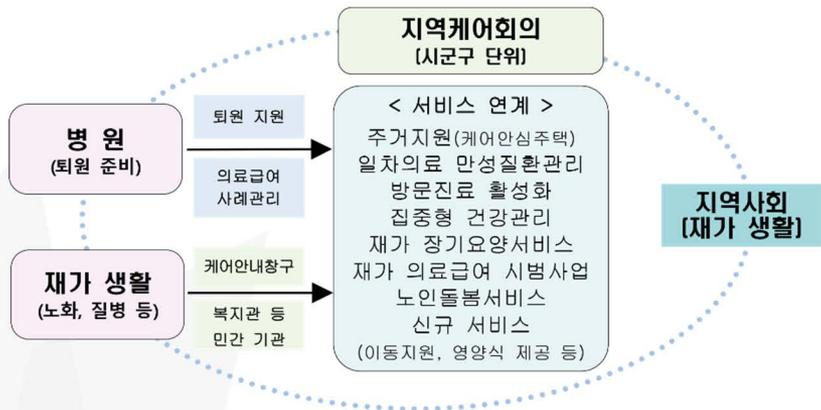 지역케어회의
(시군구 단위)
병 원
(퇴원 준비)
퇴원 지원
의료급여
사례관리
재가 생활
(노화, 질병 등)
케어안내창구
복지관 등
민간 기관
< 서비스 연계 >
주거지원(케어안심주택)
일차의료 만성질환관리
방문진료 활성화
집중형 건강관리
재가 장기요양서비스
재가 의료급여 시범사업
노인돌봄서비스
신규 서비스
(이동지원, 영양식 제공 등)
지역사회
(재가 생활)